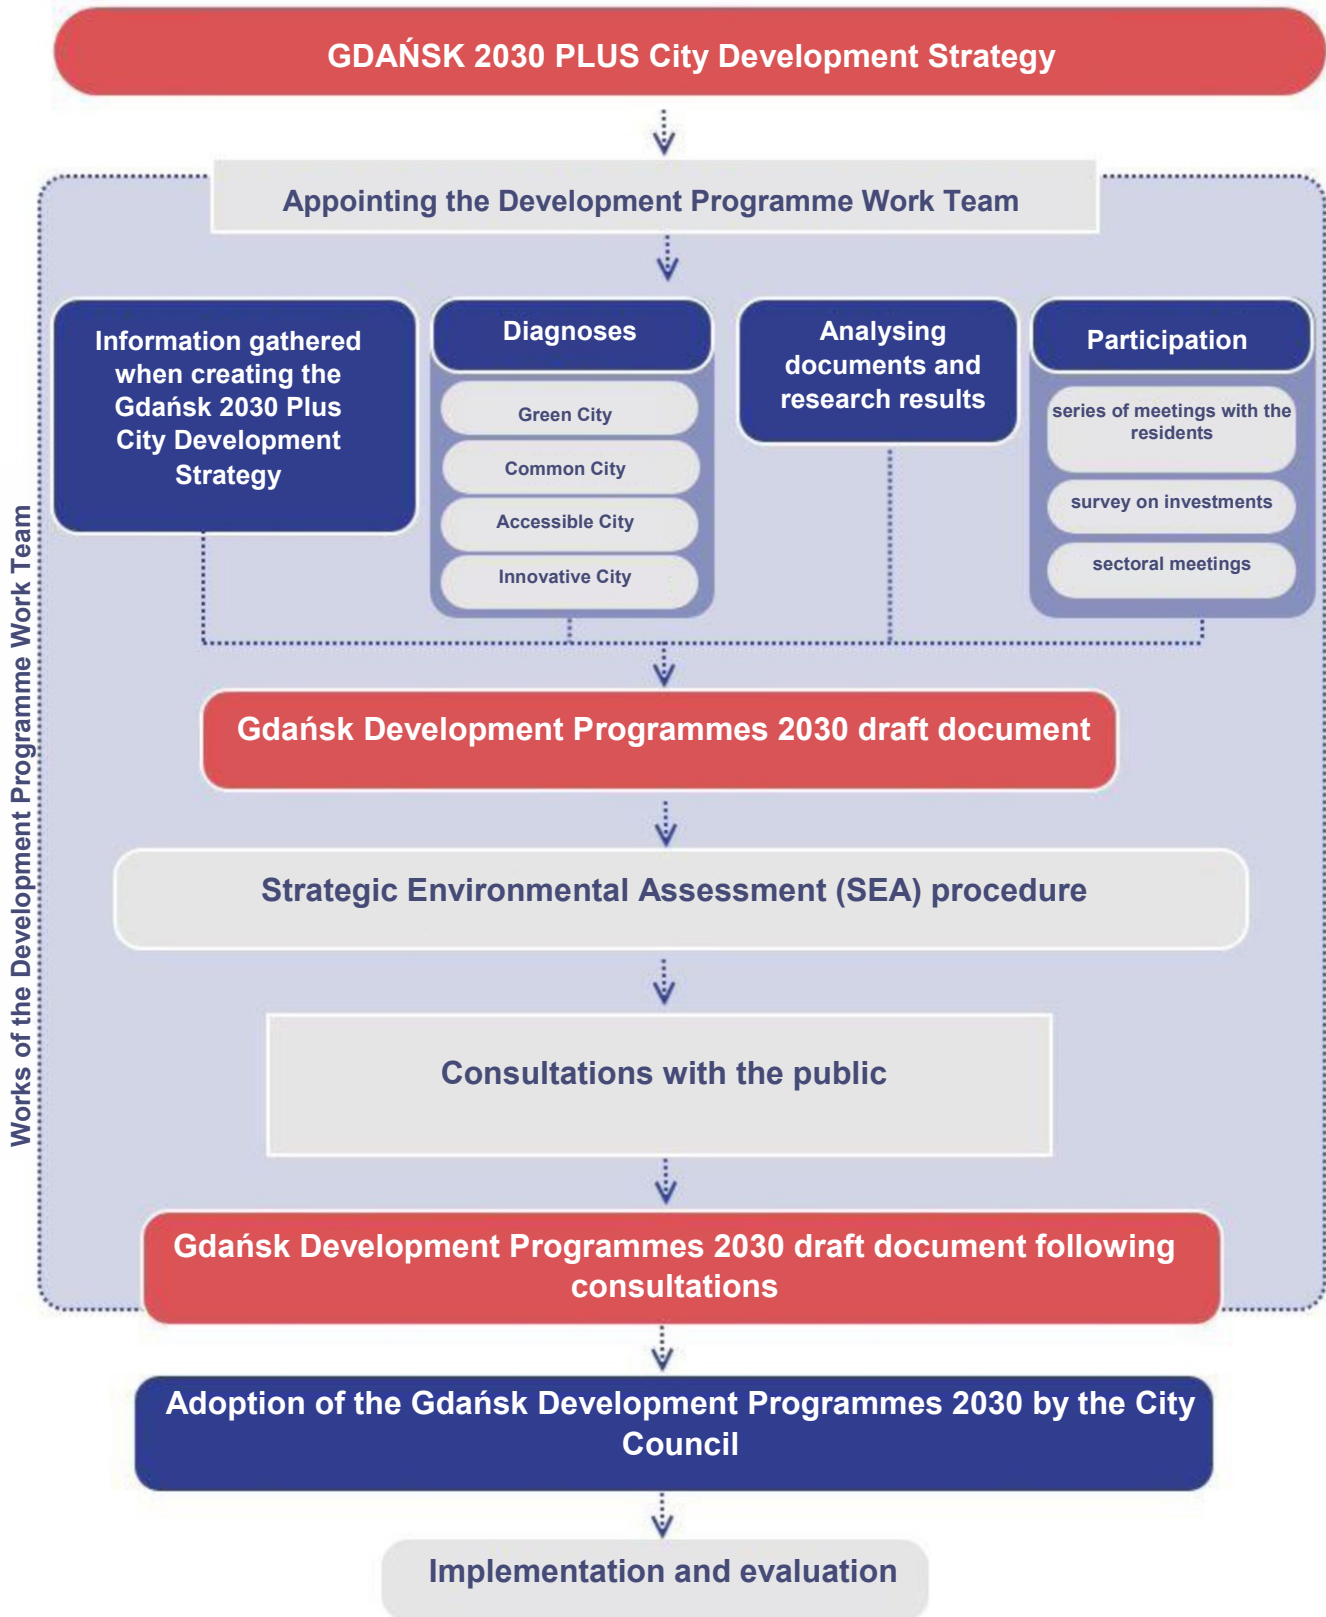 GDAŃSK 2030 PLUS City Development Strategy
Appointing the Development Programme Work Team
Works of the Development Programme Work Team
Information gathered
when creating the
Gdańsk 2030 Plus
City Development
Strategy
Diagnoses
Green City
Common City
Accessible City
Innovative City
Analysing
documents and
research results
Participation
series of meetings with the
residents
survey on investments
sectoral meetings
Gdańsk Development Programmes 2030 draft document
Strategic Environmental Assessment (SEA) procedure
Consultations with the public
Gdańsk Development Programmes 2030 draft document following
consultations
Adoption of the Gdańsk Development Programmes 2030 by the City
Council
Implementation and evaluation